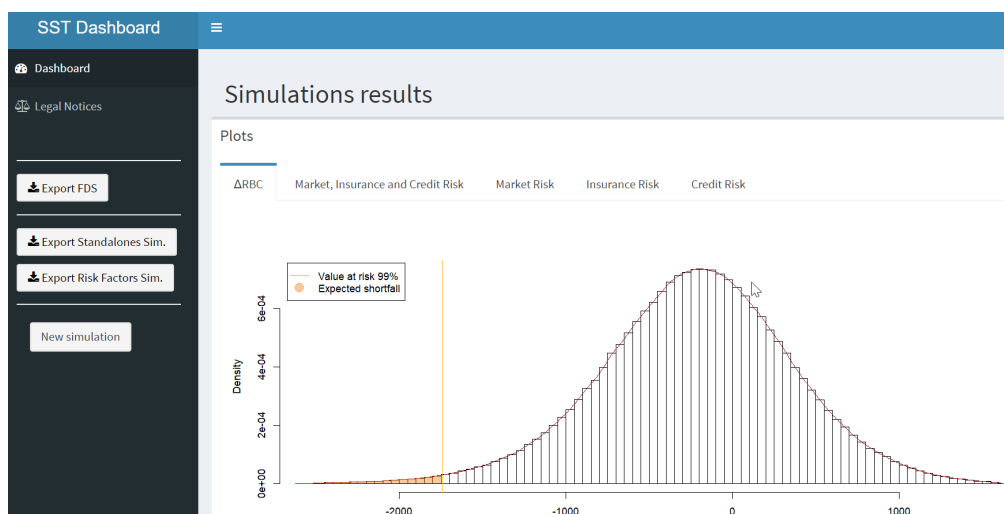 SST Dashboard
Dashboard
Legal Notices
Export FDS
Export Standalones Sim.
Export Risk Factors Sim.
New simulation
Simulations results
Plots
ΔRBC Market, Insurance and Credit Risk Market Risk Insurance Risk Credit Risk
Value at risk 99%
Expected shortfall
Density
6e-04
4e-04
2e-04
0e+00
-2000 -1000 0 1000